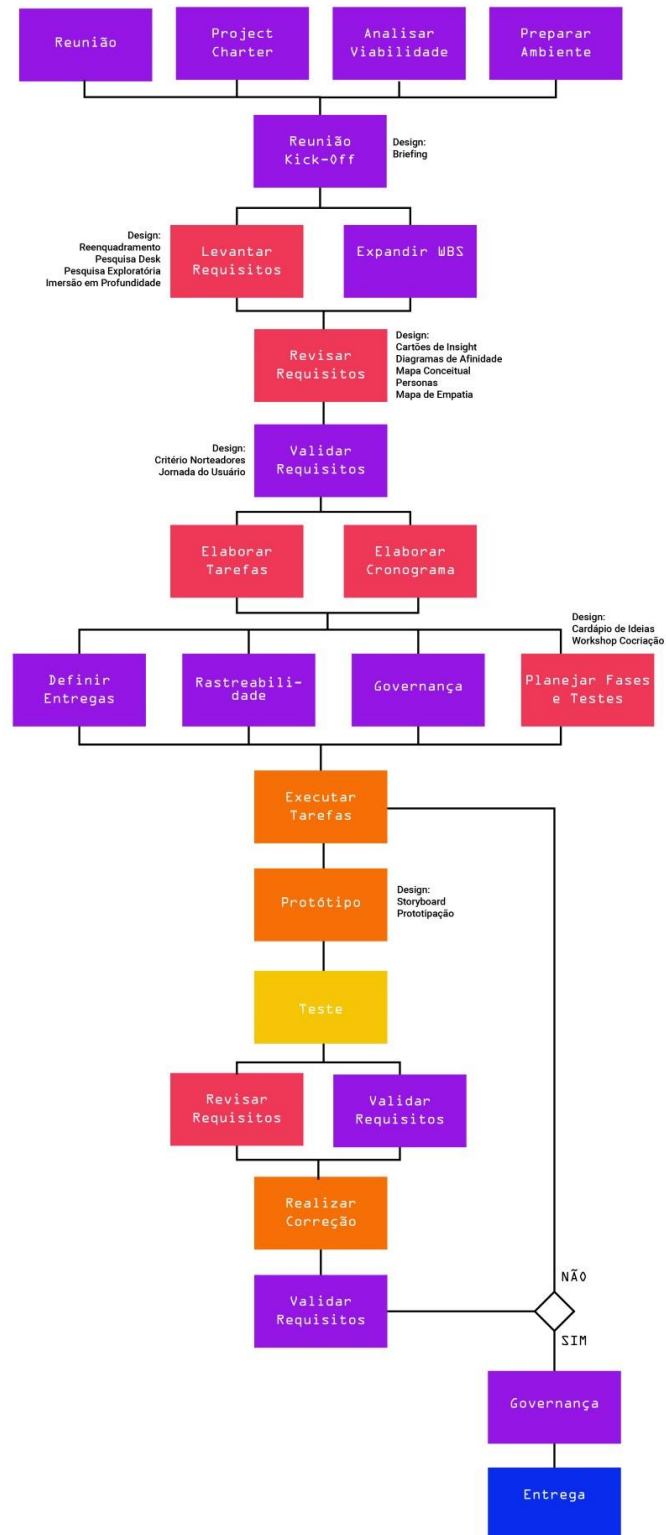 Reunião
Project
Charter
Analisar
Viabilidade
Preparar
Ambiente
Reunião
Kick-Off
Design:
Briefing
Design:
Reenquadramento
Pesquisa Desk
Pesquisa Exploratória
Imersão em Profundidade
Levantar
Requisitos
Expandir WBS
Revisar
Requisitos
Design:
Cartões de Insight
Diagramas de Afinidade
Mapa Conceitual
Personas
Mapa de Empatia
Design:
Critério Norteadores
Jornada do Usuário
Validar
Requisitos
Elaborar
Tarefas
Elaborar
Cronograma
Design:
Cardápio de Ideias
Workshop Cocriação
Definir
Entregas
Rastreabili-
dade
Governança
Planejar Fases
e Testes
Executar
Tarefas
Protótipo
Design:
Storyboard
Prototipação
Teste
Revisar
Requisitos
Validar
Requisitos
Realizar
Correção
Validar
Requisitos
NÃO
SIM
Governança
Entrega